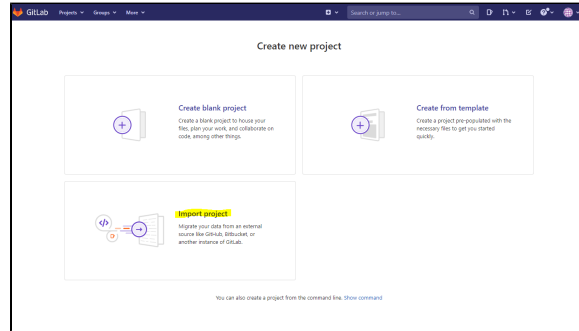 GitLab Projects Groups More Search or jump to...
Create new project
Create blank project
Create a blank project to house your
files, plan your work, and collaborate on
code, among other things.
Create from template
Create a project pre-populated with the
necessary files to get you started
quickly.
Import project
Migrate your data from an external
source like GitHub, Bitbucket, or
another instance of GitLab.
You can also create a project from the command line. Show command